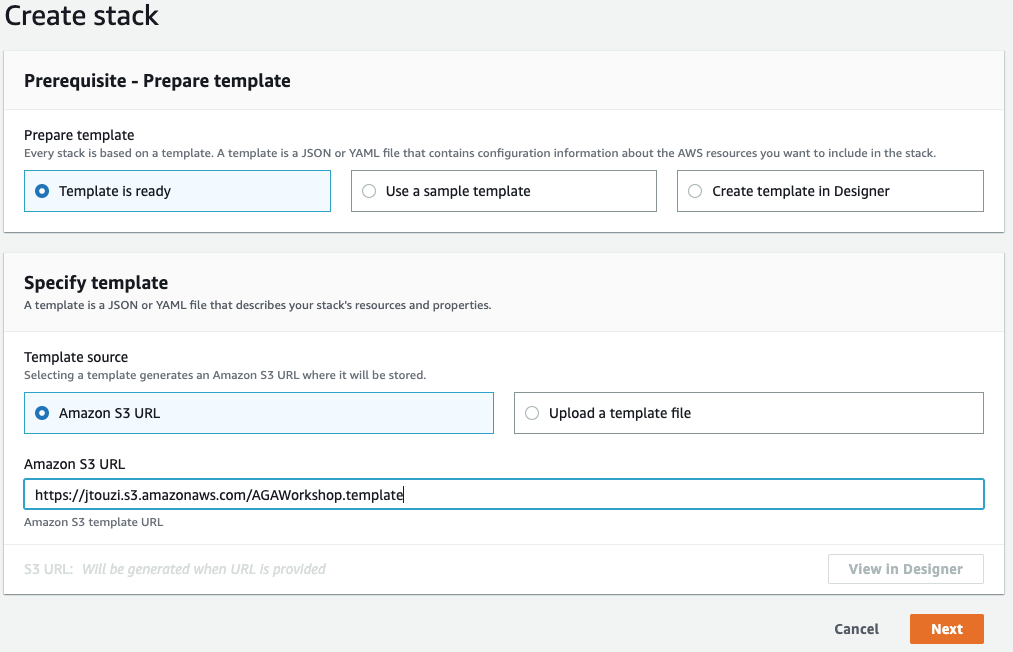 Create stack
Prerequisite - Prepare template
Prepare template
Every stack is based on a template. A template is a JSON or YAML file that contains configuration information about the AWS resources you want to include in the stack.
Template is ready
Use a sample template
Create template in Designer
Specify template
A template is a JSON or YAML file that describes your stack's resources and properties.
Template source
Selecting a template generates an Amazon S3 URL where it will be stored.
Amazon S3 URL
Upload a template file
Amazon S3 URL
https://jtouzi.s3.amazonaws.com/AGAWorkshop.template
Amazon S3 template URL
S3 URL: Will be generated when URL is provided
View in Designer
Cancel
Next